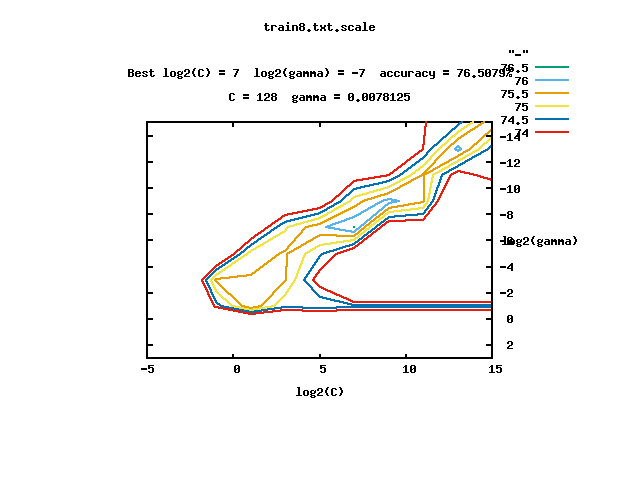 train8.txt.scale
"-"
Best log2(C) = 7  log2(gamma) = -7  accuracy = 76.5079%
C = 128  gamma = 0.0078125
76.5
76
75.5
75
74.5
74
-14
-12
-10
-8
-6
-4
-2
0
2
log2(gamma)
-5 0 5 10 15
log2(C)